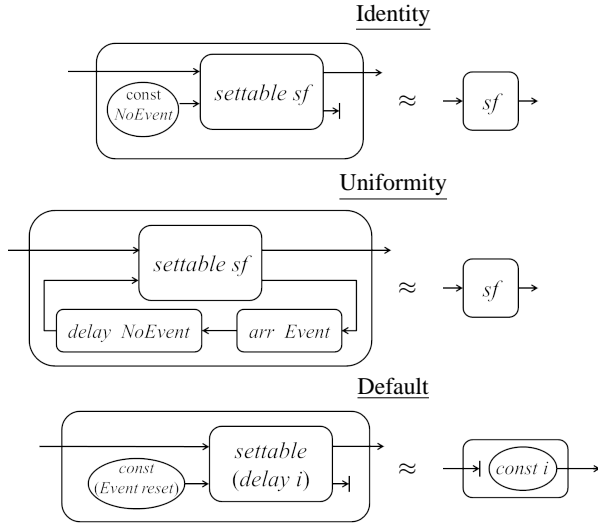 Identity
const
NoEvent
settable sf
≈
sf
Uniformity
settable sf
delay NoEvent
arr Event
≈
sf
Default
const
(Event reset)
settable
(delay i)
≈
const i